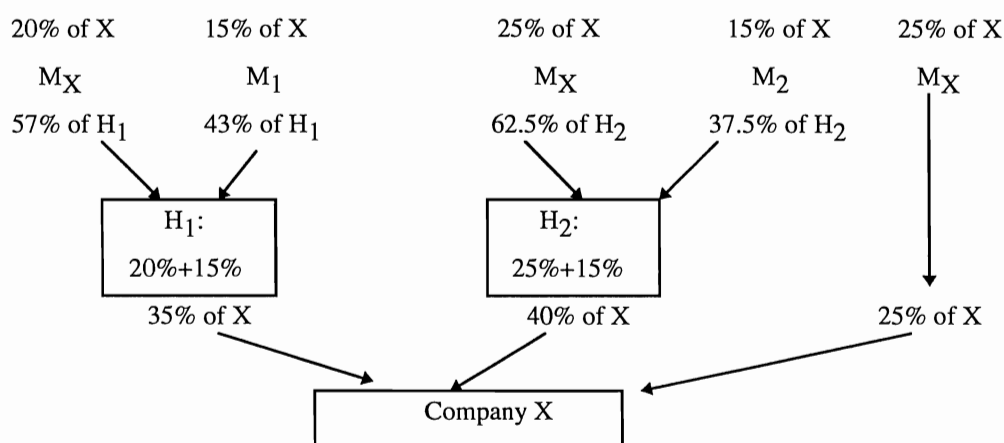 20% of X 15% of X 25% of X 15% of X 25% of X
MX M1 MX M2 MX
57% of H1 43% of H1 62.5% of H2 37.5% of H2
H1: H2:
20%+15% 25%+15%
35% of X 40% of X 25% of X
Company X